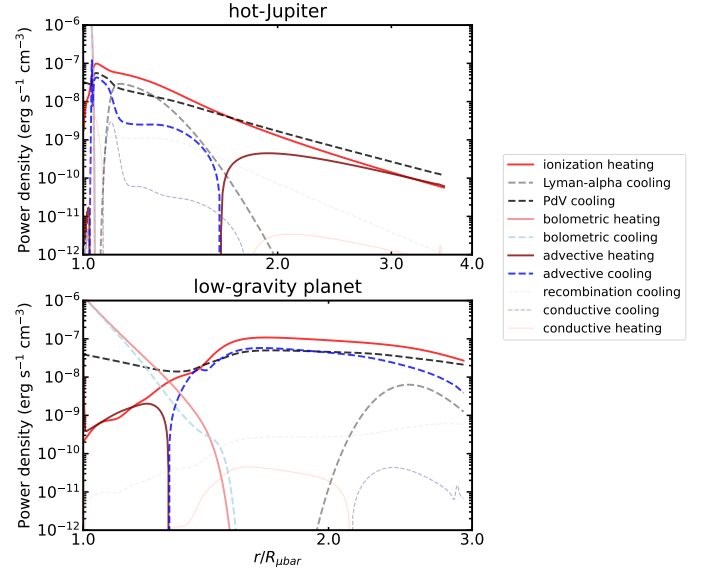 hot-Jupiter
Power density (erg s⁻¹ cm⁻³)
10⁻⁶
10⁻⁷
10⁻⁸
10⁻⁹
10⁻¹⁰
10⁻¹¹
10⁻¹²
1.0 2.0 3.0 4.0
ionization heating
Lyman-alpha cooling
PdV cooling
bolometric heating
bolometric cooling
advective heating
advective cooling
recombination cooling
conductive cooling
conductive heating
low-gravity planet
Power density (erg s⁻¹ cm⁻³)
10⁻⁶
10⁻⁷
10⁻⁸
10⁻⁹
10⁻¹⁰
10⁻¹¹
10⁻¹²
1.0 2.0 3.0
r/Rμbar